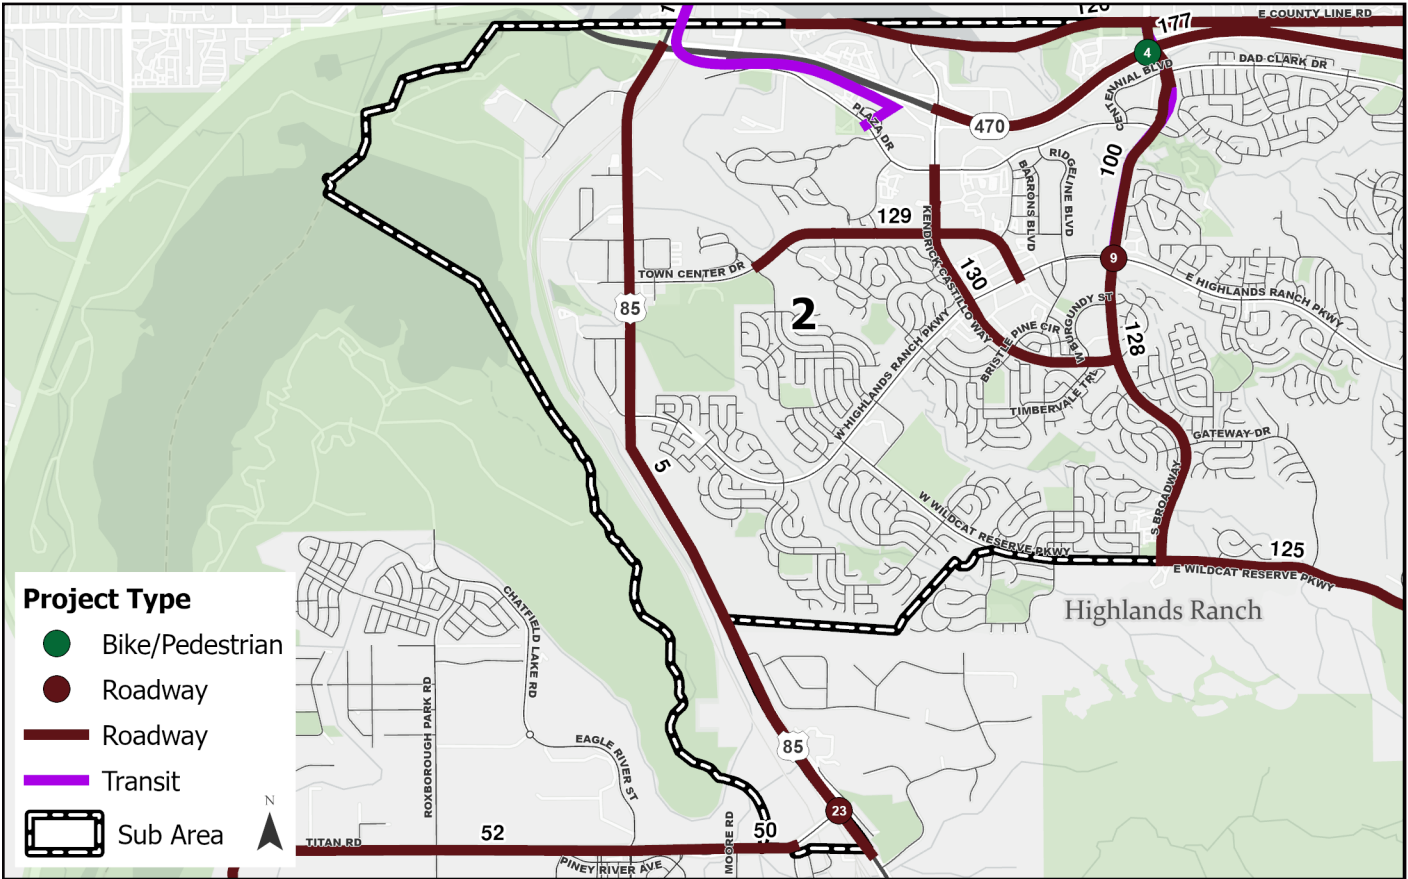 E COUNTY LINE RD
177
4
DAD CLARK DR
CENTENNIAL BLVD
PLAZA DR
470
100
RIDGELINE BLVD
BARRONS BLVD
129
KENDRICK CASTILLO WAY
9
TOWN CENTER DR
130
E HIGHLANDS RANCH PKWY
85
2
W BURGUNDY ST
BRISTLE PINE CIR
128
W HIGHLANDS RANCH PKWY
TIMBERVALE TRL
GATEWAY DR
5
S BROADWAY
W WILDCAT RESERVE PKWY
125
E WILDCAT RESERVE PKWY
Highlands Ranch
CHATFIELD LAKE RD
ROXBOROUGH PARK RD
85
EAGLE RIVER ST
23
52
50
TITAN RD
MOORE RD
PINEY RIVER AVE
Project Type
Bike/Pedestrian
Roadway
Roadway
Transit
Sub Area
N